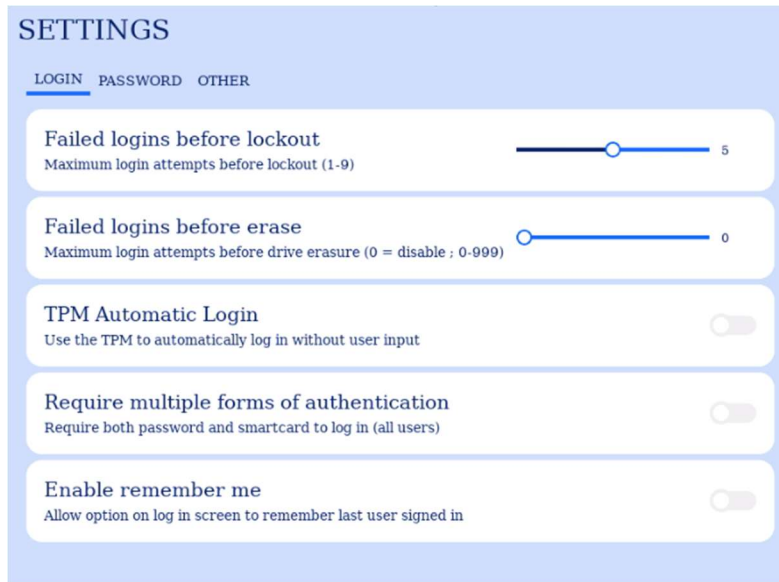 SETTINGS
LOGIN PASSWORD OTHER
Failed logins before lockout
Maximum login attempts before lockout (1-9)
5
Failed logins before erase
Maximum login attempts before drive erasure (0 = disable ; 0-999)
0
TPM Automatic Login
Use the TPM to automatically log in without user input
Require multiple forms of authentication
Require both password and smartcard to log in (all users)
Enable remember me
Allow option on log in screen to remember last user signed in